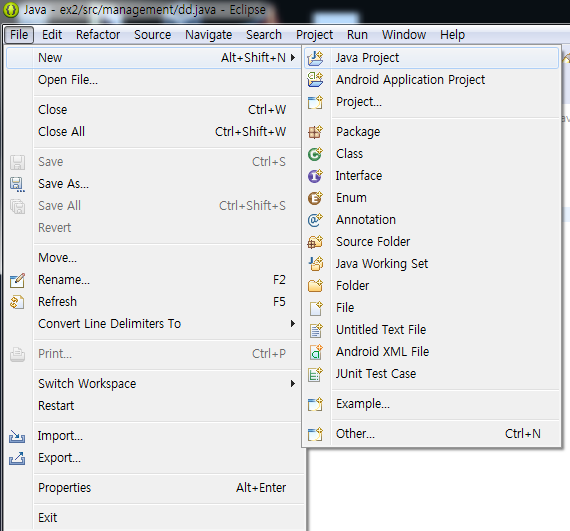 Java - ex2/src/management/dd.java - Eclipse
File Edit Refactor Source Navigate Search Project Run Window Help
New Alt+Shift+N
Open File...
Close Ctrl+W
Close All Ctrl+Shift+W
Save Ctrl+S
Save As...
Save All Ctrl+Shift+S
Revert
Move...
Rename... F2
Refresh F5
Convert Line Delimiters To
Print... Ctrl+P
Switch Workspace
Restart
Import...
Export...
Properties Alt+Enter
Exit
Java Project
Android Application Project
Project...
Package
Class
Interface
Enum
Annotation
Source Folder
Java Working Set
Folder
File
Untitled Text File
Android XML File
JUnit Test Case
Example...
Other... Ctrl+N